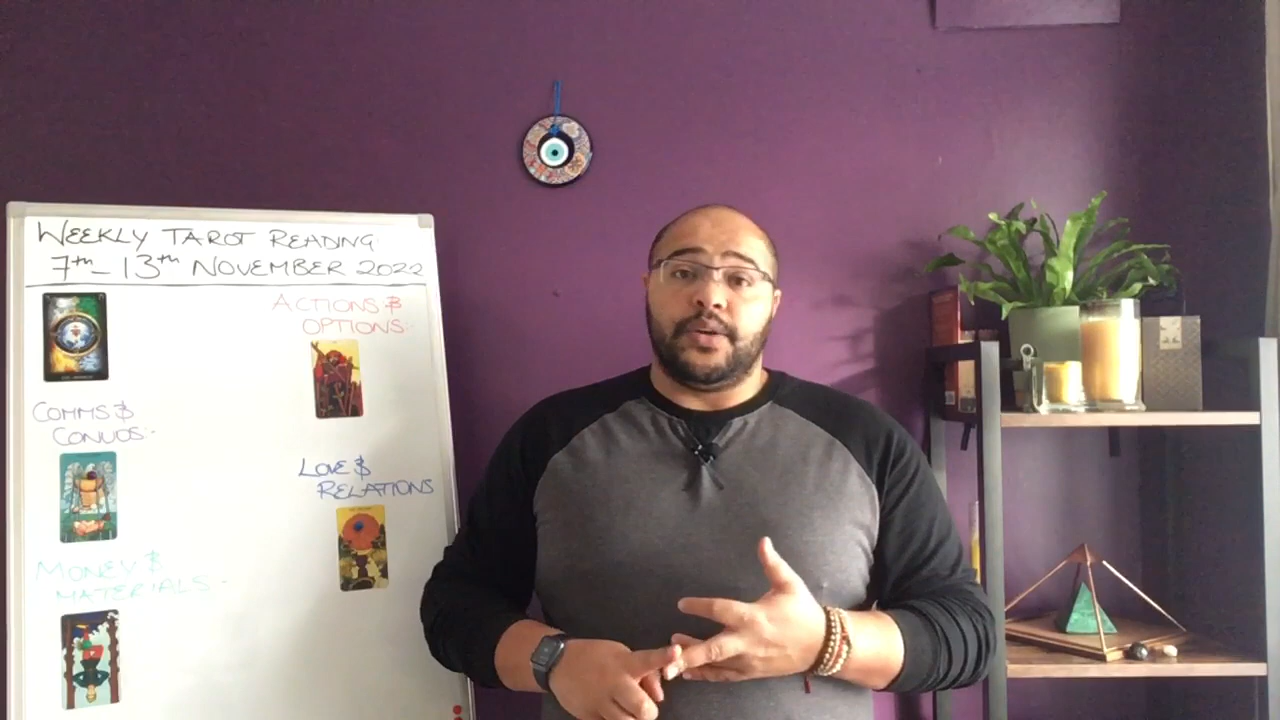 WEEKLY TAROT READING:
7th - 13th NOVEMBER 2022
ACTIONS &
OPTIONS:-
COMMS &
CONVOS:-
LOVE &
RELATIONS
MONEY &
MATERIALS:-